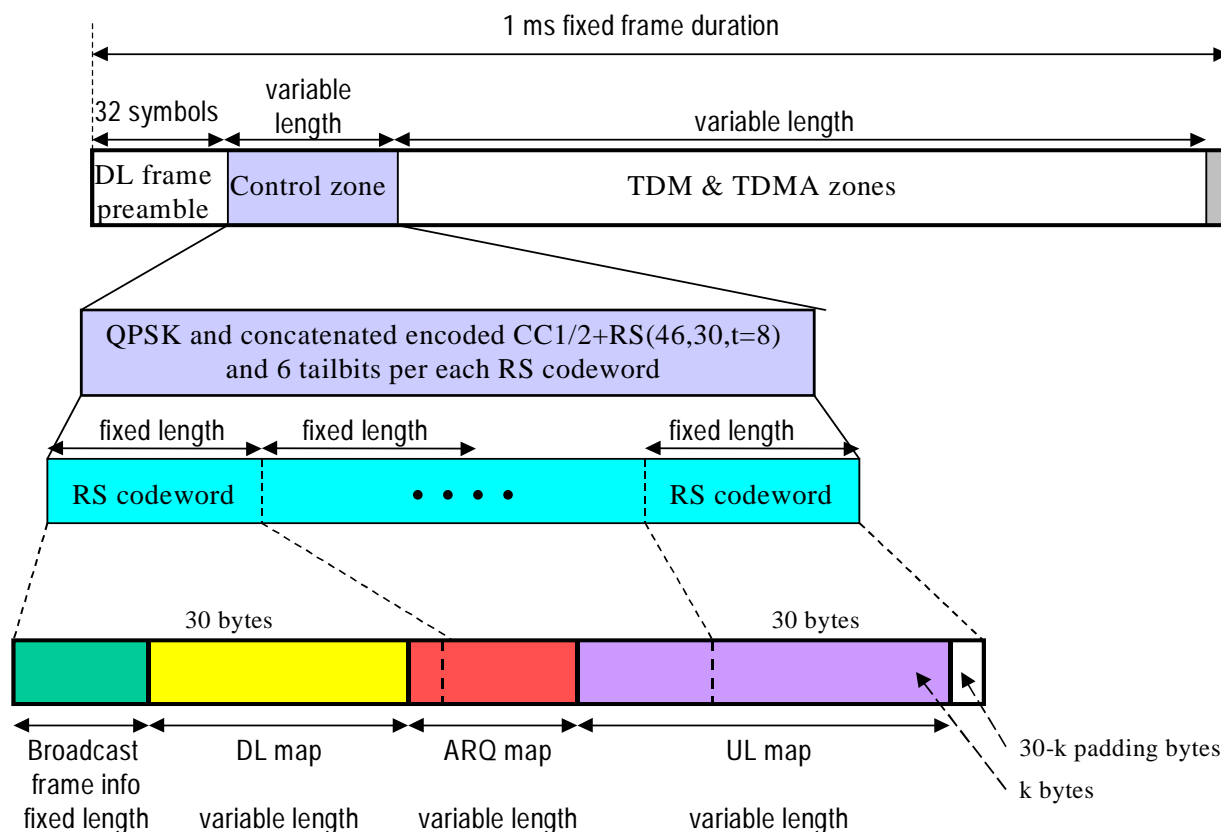 1 ms fixed frame duration
32 symbols
variable
length
variable length
DL frame
preamble
Control zone
TDM & TDMA zones
QPSK and concatenated encoded CC1/2+RS(46,30,t=8)
and 6 tailbits per each RS codeword
fixed length
fixed length
fixed length
RS codeword
• • • •
RS codeword
30 bytes
30 bytes
Broadcast
frame info
fixed length
DL map
variable length
ARQ map
variable length
UL map
variable length
30-k padding bytes
k bytes